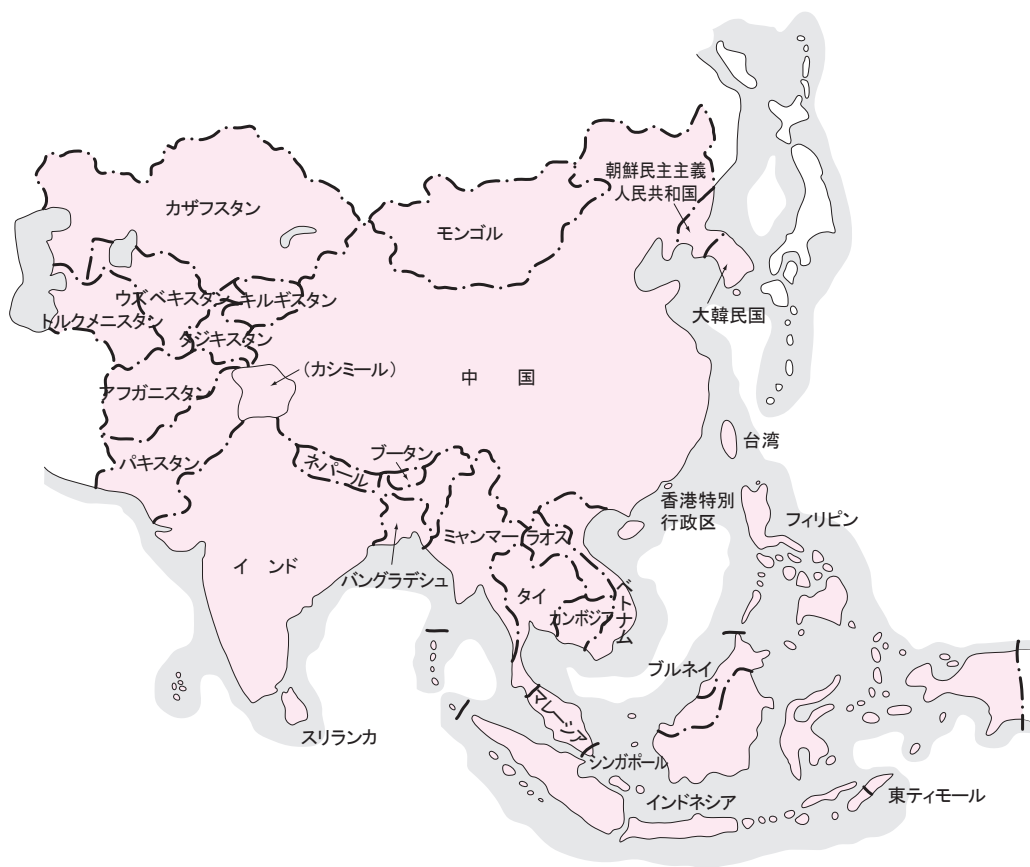 朝鮮民主主義
人民共和国
カザフスタン
モンゴル
ウズベキスタン
キルギスタン
トルクメニスタン
大韓民国
タジキスタン
(カシミール)
中　国
アフガニスタン
台湾
ブータン
パキスタン
ネパール
香港特別
行政区
フィリピン
ミャンマー
ラオス
インド
バングラデシュ
タイ
カンボジア
ベトナム
ブルネイ
マレーシア
スリランカ
シンガポール
インドネシア
東ティモール